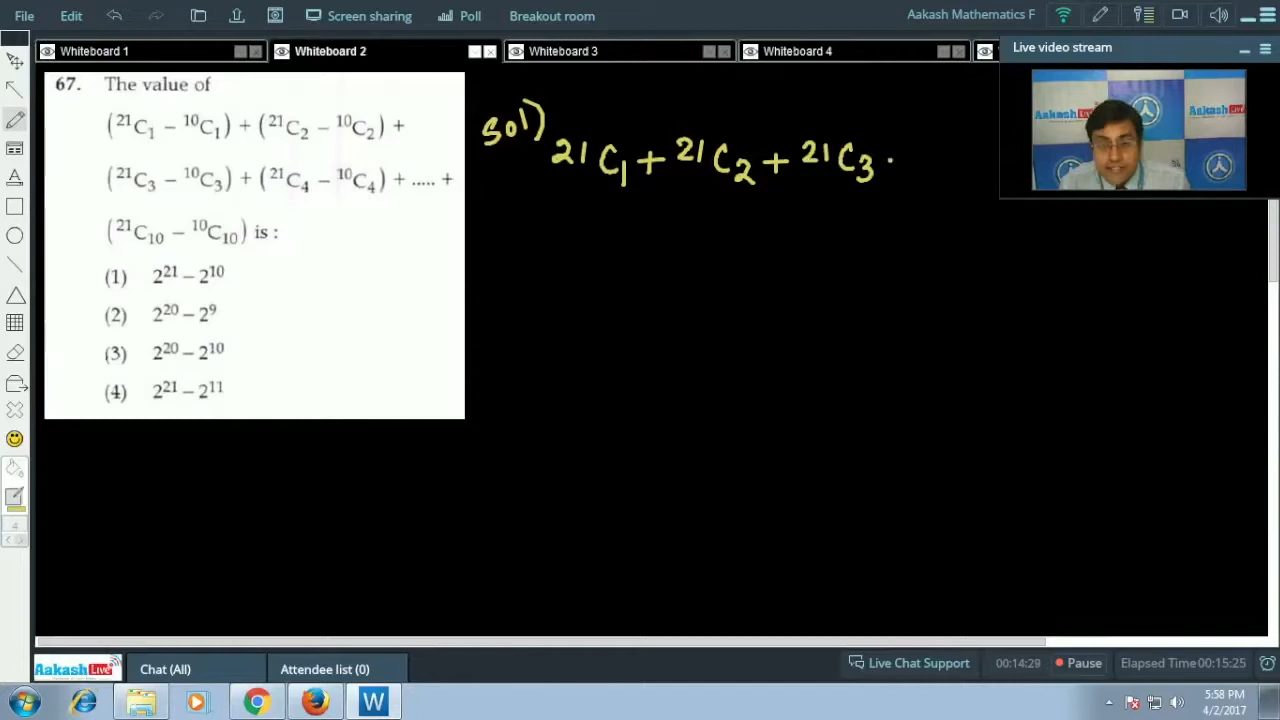 File Edit Screen sharing Poll Breakout room Aakash Mathematics F
Whiteboard 1 Whiteboard 2 Whiteboard 3 Whiteboard 4
Live video stream
67. The value of
(²¹C₁ − ¹⁰C₁) + (²¹C₂ − ¹⁰C₂) +
(²¹C₃ − ¹⁰C₃) + (²¹C₄ − ¹⁰C₄) + ..... +
(²¹C₁₀ − ¹⁰C₁₀) is :
(1) 2²¹ − 2¹⁰
(2) 2²⁰ − 2⁹
(3) 2²⁰ − 2¹⁰
(4) 2²¹ − 2¹¹
Sol)
²¹C₁ + ²¹C₂ + ²¹C₃ .
AakashLive
4
AakashLive Chat (All) Attendee list (0) Live Chat Support 00:14:29 Pause Elapsed Time 00:15:25
5:58 PM
4/2/2017